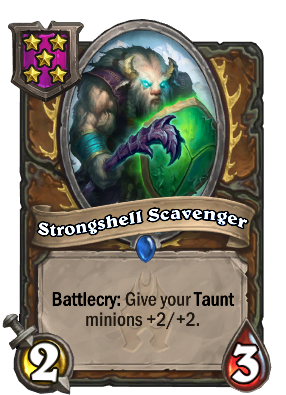 Strongshell Scavenger
Battlecry: Give your Taunt
minions +2/+2.
2
3